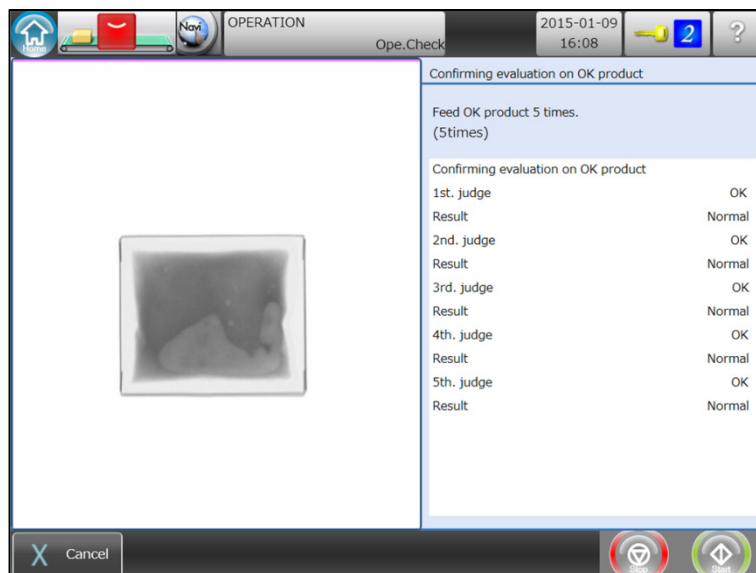 Home
Navi
OPERATION
Ope.Check
2015-01-09
16:08
2
?
Confirming evaluation on OK product
Feed OK product 5 times.
(5times)
Confirming evaluation on OK product
1st. judge OK
Result Normal
2nd. judge OK
Result Normal
3rd. judge OK
Result Normal
4th. judge OK
Result Normal
5th. judge OK
Result Normal
X Cancel
Stop
Start